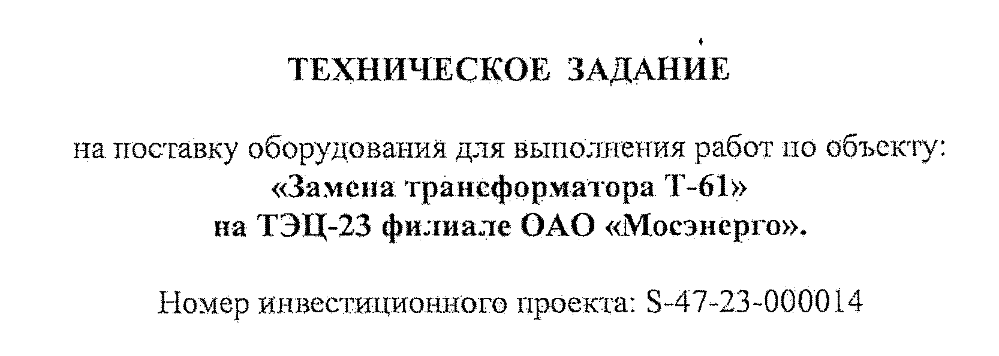 ТЕХНИЧЕСКОЕ ЗАДАНИЕ
на поставку оборудования для выполнения работ по объекту:
«Замена трансформатора Т-61»
на ТЭЦ-23 филиале ОАО «Мосэнерго».
Номер инвестиционного проекта: S-47-23-000014